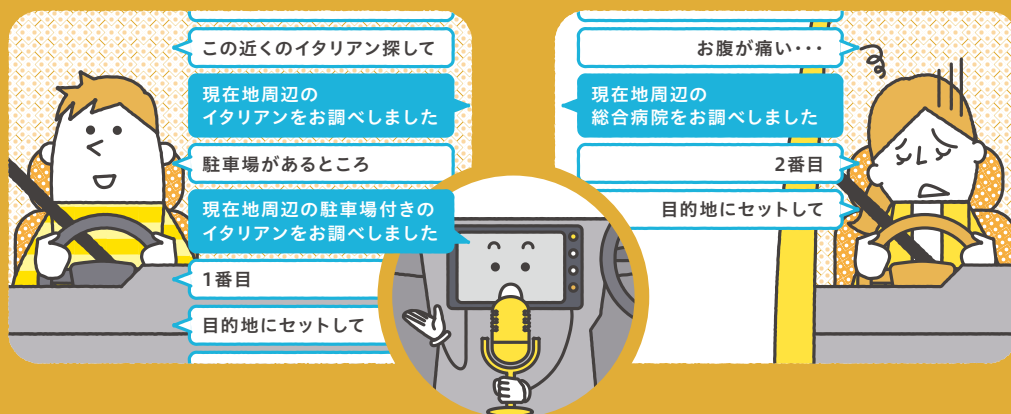 この近くのイタリアン探して
現在地周辺の
イタリアンをお調べしました
駐車場があるところ
現在地周辺の駐車場付きの
イタリアンをお調べしました
1番目
目的地にセットして
お腹が痛い･･･
現在地周辺の
総合病院をお調べしました
2番目
目的地にセットして